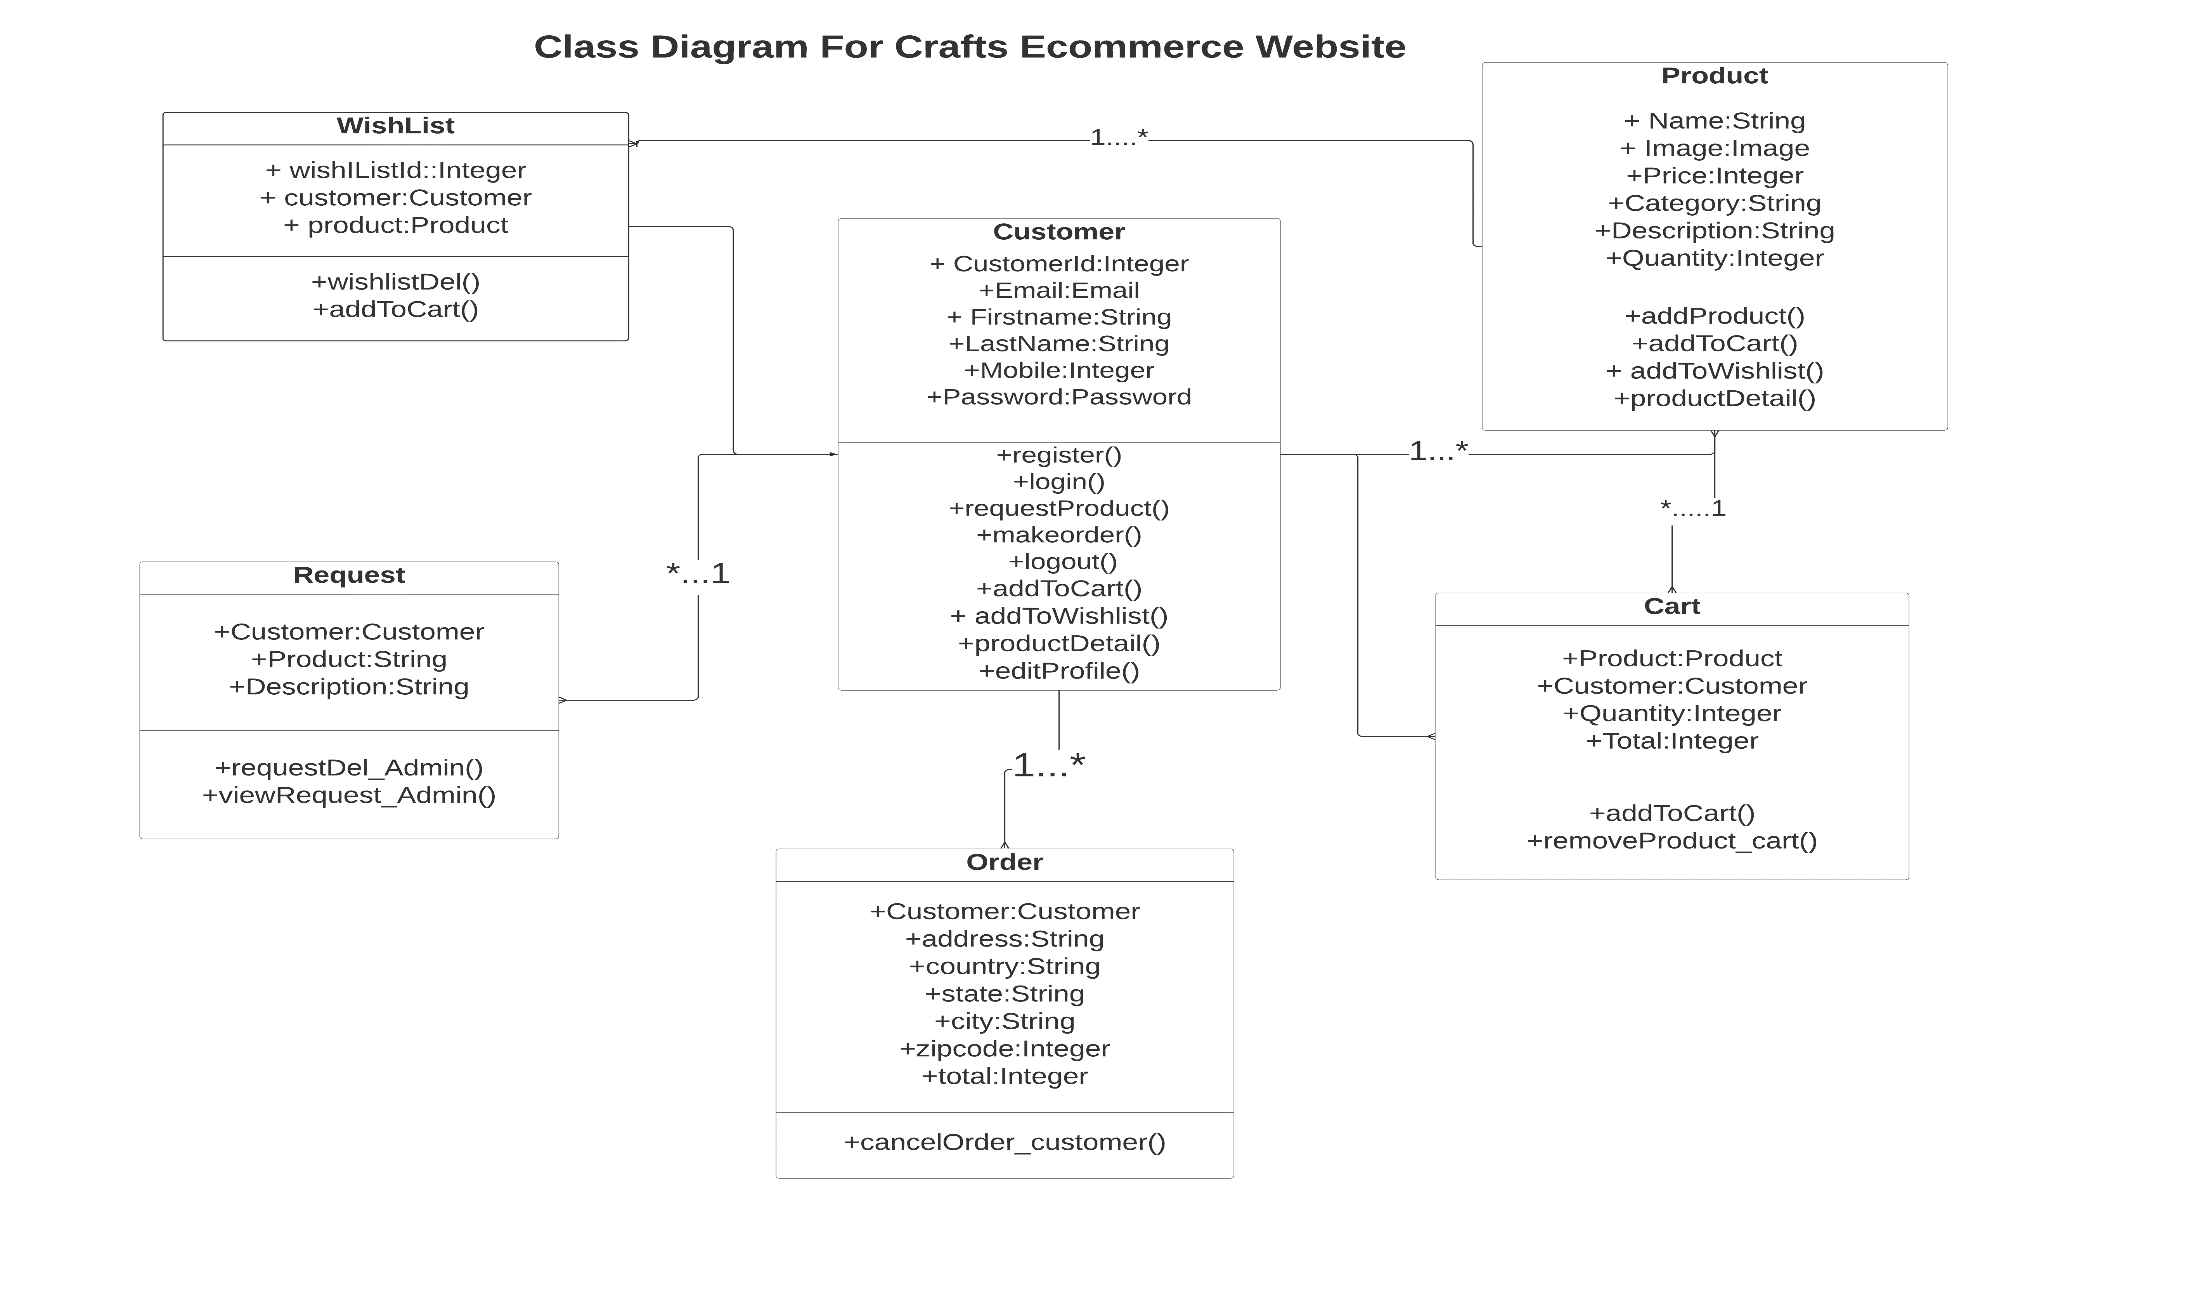 Class Diagram For Crafts Ecommerce Website
WishList
+ wishIListId::Integer
+ customer:Customer
+ product:Product
+wishlistDel()
+addToCart()
1....*
Product
+ Name:String
+ Image:Image
+Price:Integer
+Category:String
+Description:String
+Quantity:Integer
+addProduct()
+addToCart()
+ addToWishlist()
+productDetail()
Customer
+ CustomerId:Integer
+Email:Email
+ Firstname:String
+LastName:String
+Mobile:Integer
+Password:Password
+register()
+login()
+requestProduct()
+makeorder()
+logout()
+addToCart()
+ addToWishlist()
+productDetail()
+editProfile()
1...*
*.....1
*...1
Request
+Customer:Customer
+Product:String
+Description:String
+requestDel_Admin()
+viewRequest_Admin()
Cart
+Product:Product
+Customer:Customer
+Quantity:Integer
+Total:Integer
+addToCart()
+removeProduct_cart()
1...*
Order
+Customer:Customer
+address:String
+country:String
+state:String
+city:String
+zipcode:Integer
+total:Integer
+cancelOrder_customer()